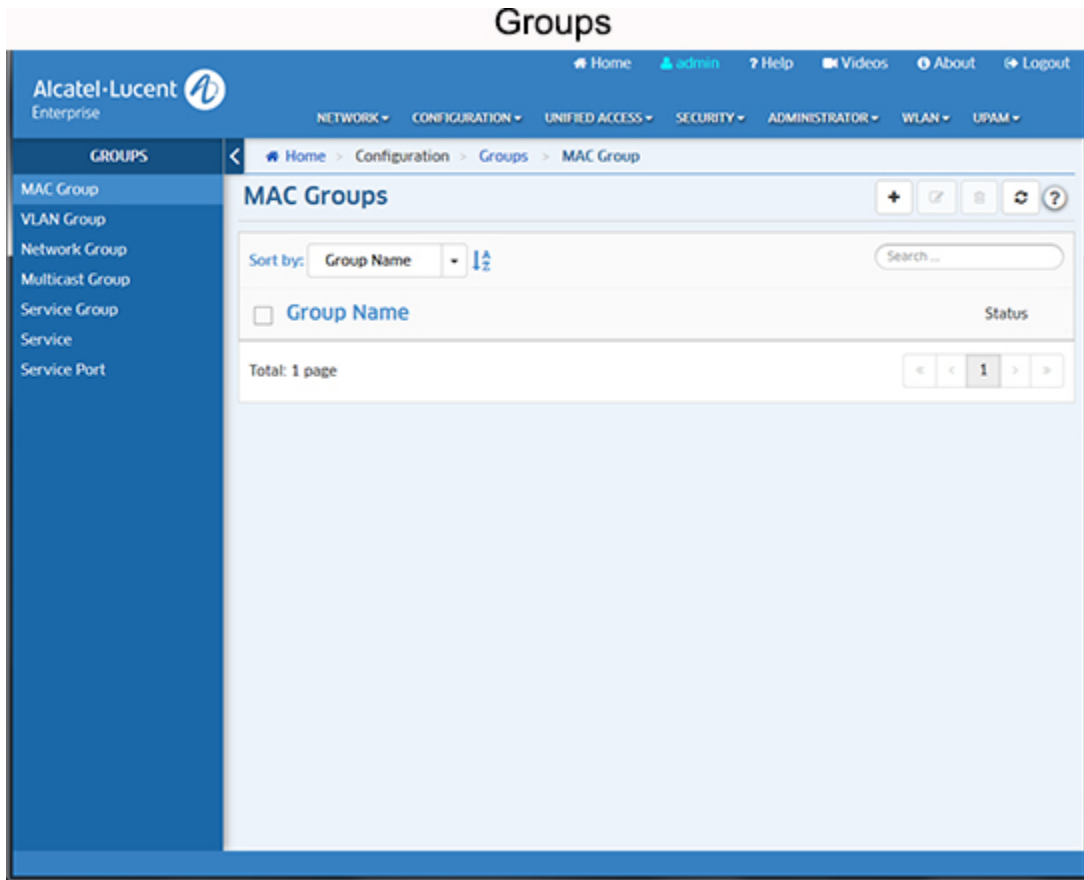 Groups
Home admin ? Help Videos About Logout
Alcatel·Lucent
Enterprise
NETWORK CONFIGURATION UNIFIED ACCESS SECURITY ADMINISTRATOR WLAN UPAM
GROUPS
Home > Configuration > Groups > MAC Group
MAC Group
VLAN Group
Network Group
Multicast Group
Service Group
Service
Service Port
MAC Groups
+ ?
Sort by: Group Name A Z Search ...
Group Name Status
Total: 1 page « < 1 > »